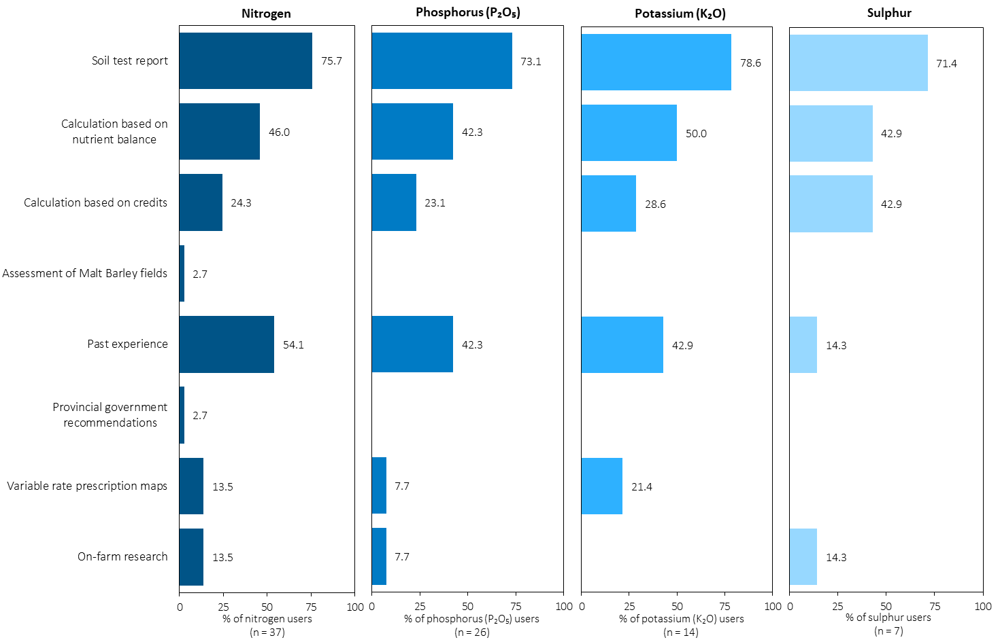 Nitrogen
Phosphorus (P₂O₅)
Potassium (K₂O)
Sulphur
Soil test report
75.7
73.1
78.6
71.4
Calculation based on
nutrient balance
46.0
42.3
50.0
42.9
Calculation based on credits
24.3
23.1
28.6
42.9
Assessment of Malt Barley fields
2.7
Past experience
54.1
42.3
42.9
14.3
Provincial government
recommendations
2.7
Variable rate prescription maps
13.5
7.7
21.4
On-farm research
13.5
7.7
14.3
0 25 50 75 100
0 25 50 75 100
0 25 50 75 100
0 25 50 75 100
% of nitrogen users
(n = 37)
% of phosphorus (P₂O₅) users
(n = 26)
% of potassium (K₂O) users
(n = 14)
% of sulphur users
(n = 7)